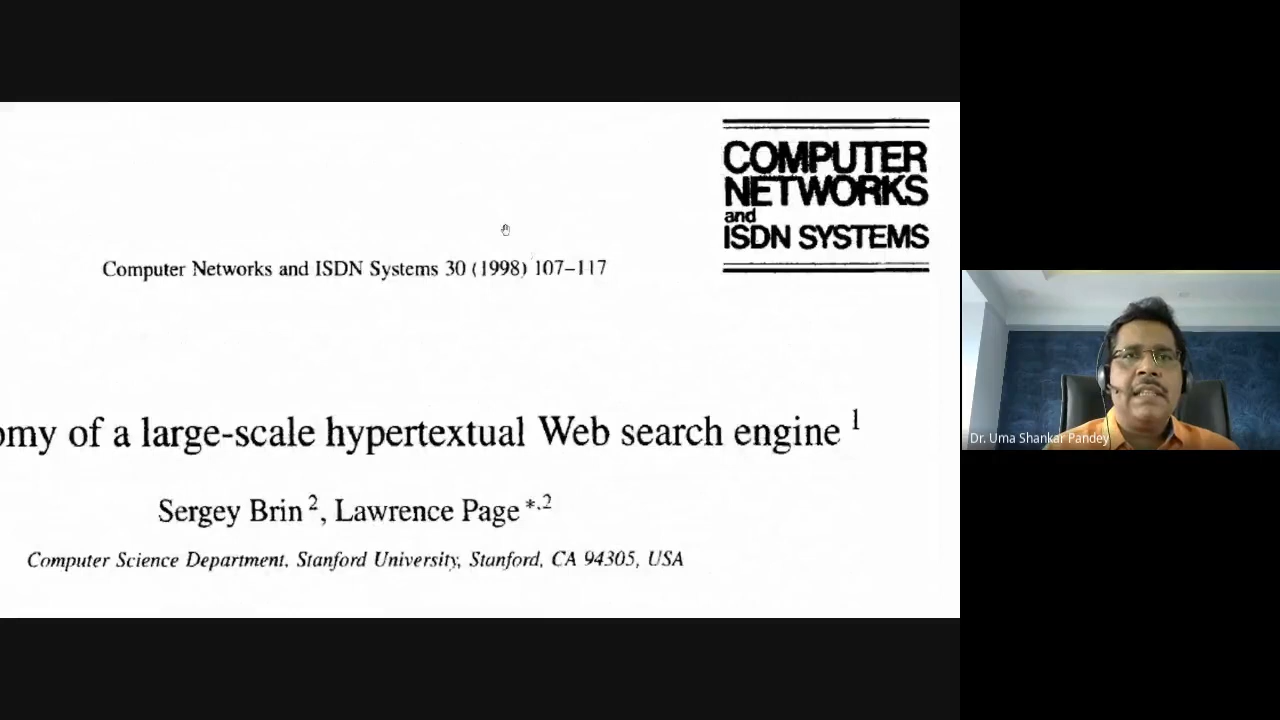 COMPUTER
NETWORKS
and
ISDN SYSTEMS
Computer Networks and ISDN Systems 30 (1998) 107–117
omy of a large-scale hypertextual Web search engine 1
Sergey Brin 2, Lawrence Page *,2
Computer Science Department, Stanford University, Stanford, CA 94305, USA
Dr. Uma Shankar Pandey